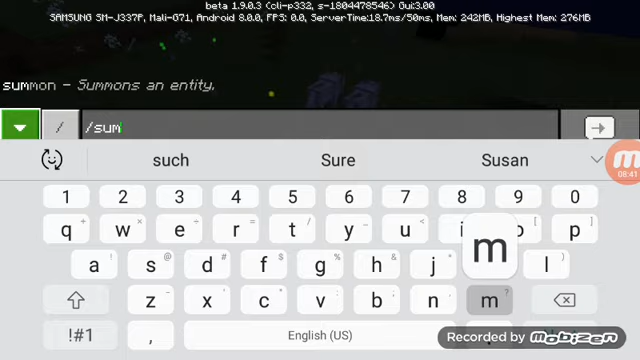 beta 1.9.0.3 (cli-p332, s-1804478546) Gui:3.00
SAMSUNG SM-J337P, Mali-G71, Android 8.0.0, FPS: 0.0, ServerTime:18.7ms/50ms, Mem: 242MB, Highest Mem: 276MB
summon – Summons an entity.
/ /sum
such Sure Susan
08:41
1 2 3 4 5 6 7 8 9 0
q w e r t y u i o p
a s d f g h j l
m
z x c v b n m
!#1 , English (US)
Recorded by Mobizen